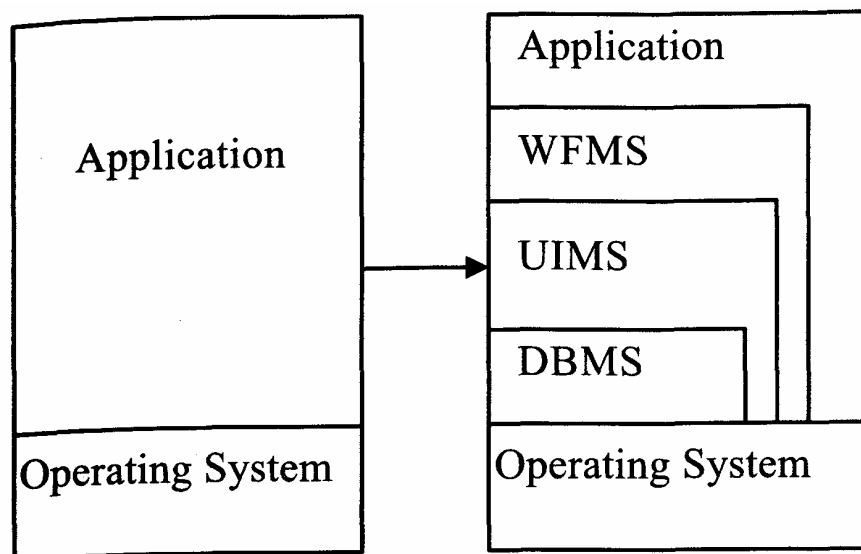 Application
Operating System
Application
WFMS
UIMS
DBMS
Operating System